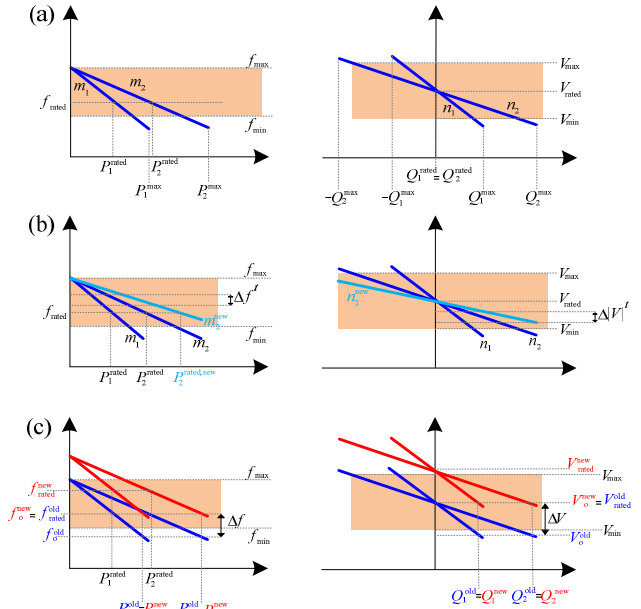 (a)
f_max
m_1
m_2
f_rated
f_min
P_1^rated
P_2^rated
P_1^max
P_2^max
V_max
V_rated
n_1
n_2
V_min
Q_1^rated = Q_2^rated
−Q_2^max
−Q_1^max
Q_1^max
Q_2^max
(b)
f_max
Δf^t
f_rated
m_2^new
f_min
m_1
m_2
P_1^rated
P_2^rated
P_2^rated,new
V_max
n_2^new
V_rated
Δ|V|^t
V_min
n_1
n_2
(c)
f_max
f_rated^new
f_o^new = f_rated^old
Δf
f_o^old
f_min
P_1^rated
P_2^rated
V_rated^new
V_max
V_o^new = V_rated^old
ΔV
V_min
V_o^old
Q_1^old = Q_1^new
Q_2^old = Q_2^new